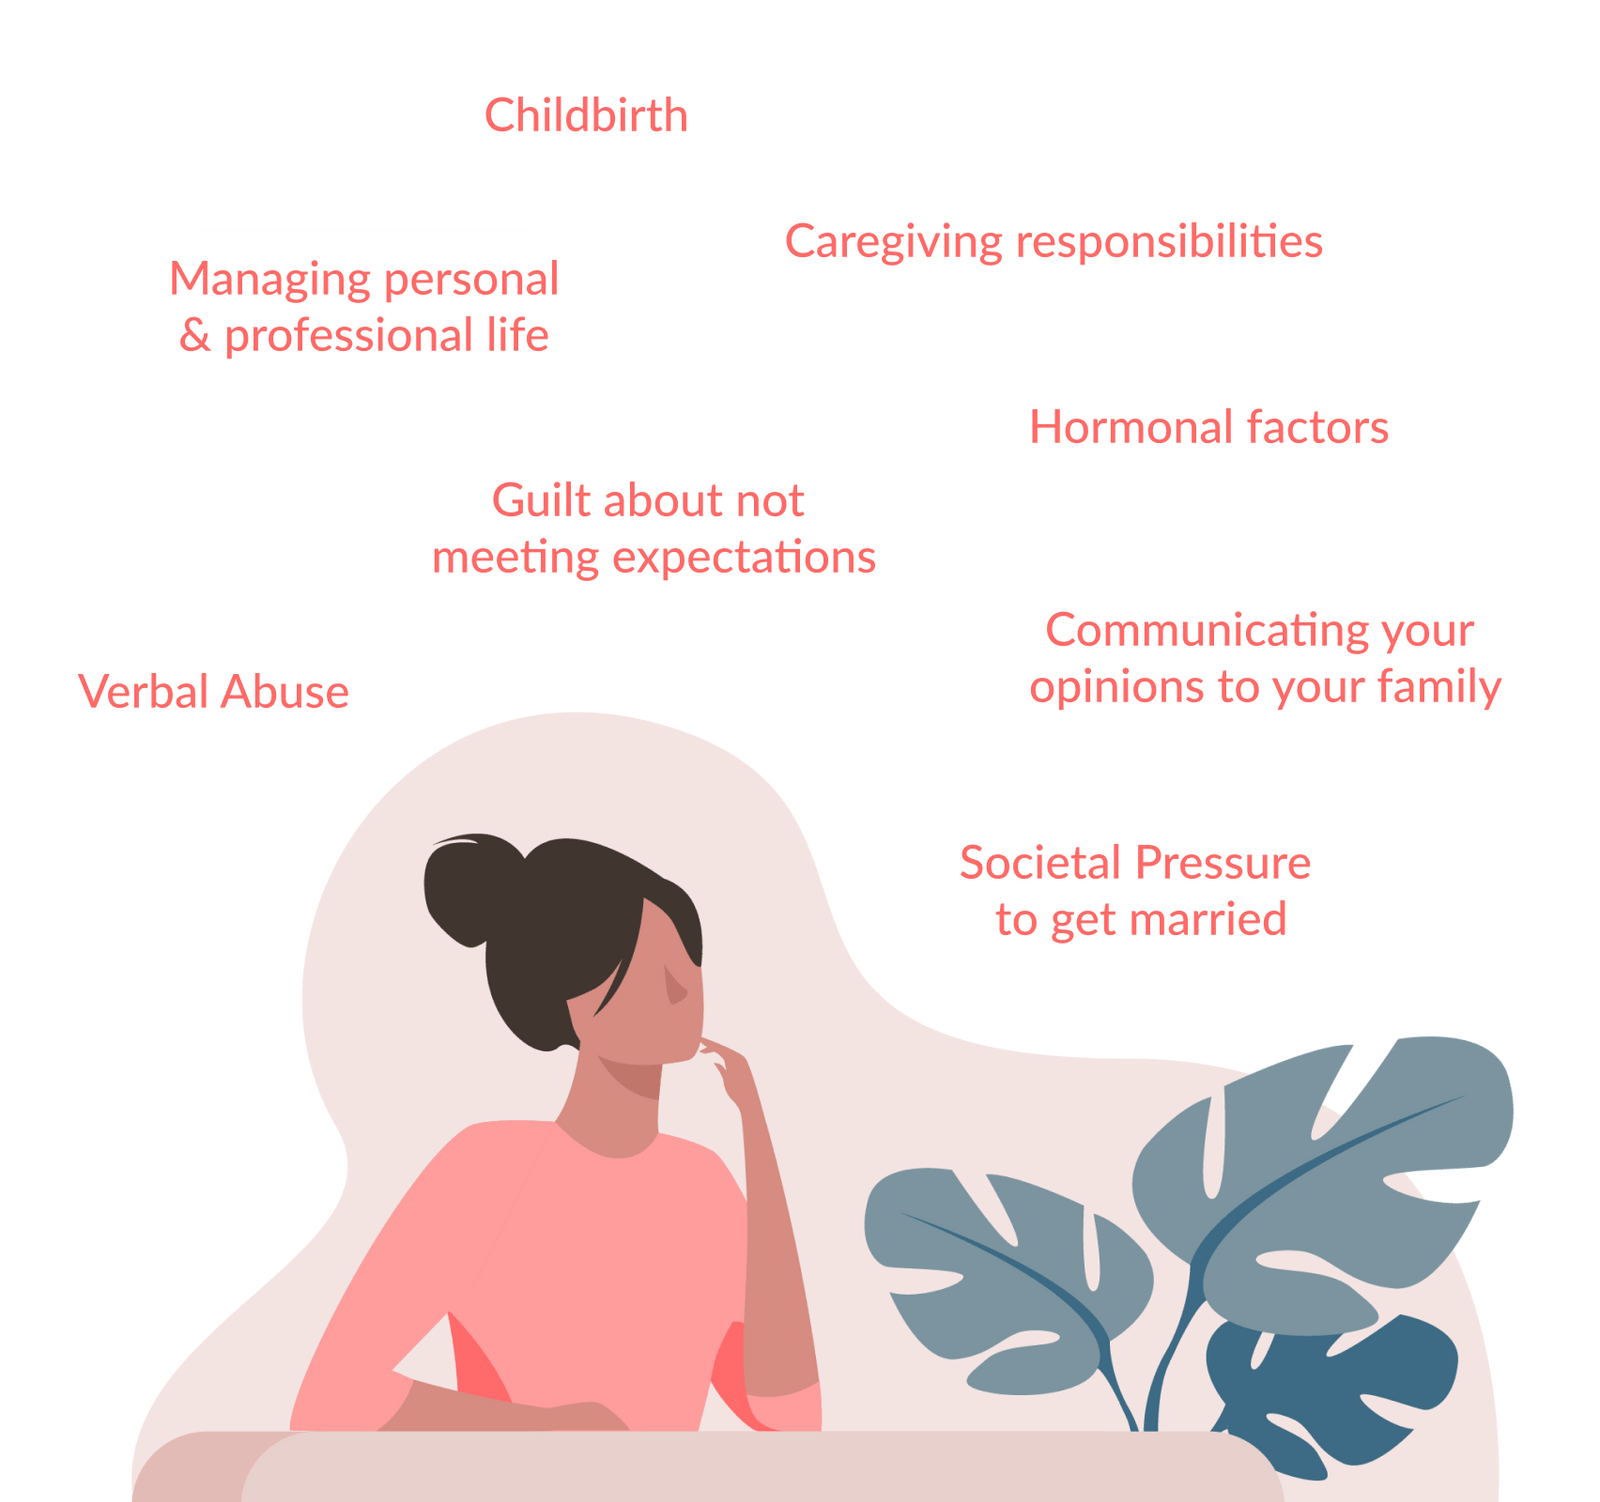 Childbirth
Caregiving responsibilities
Managing personal
& professional life
Hormonal factors
Guilt about not
meeting expectations
Communicating your
opinions to your family
Verbal Abuse
Societal Pressure
to get married